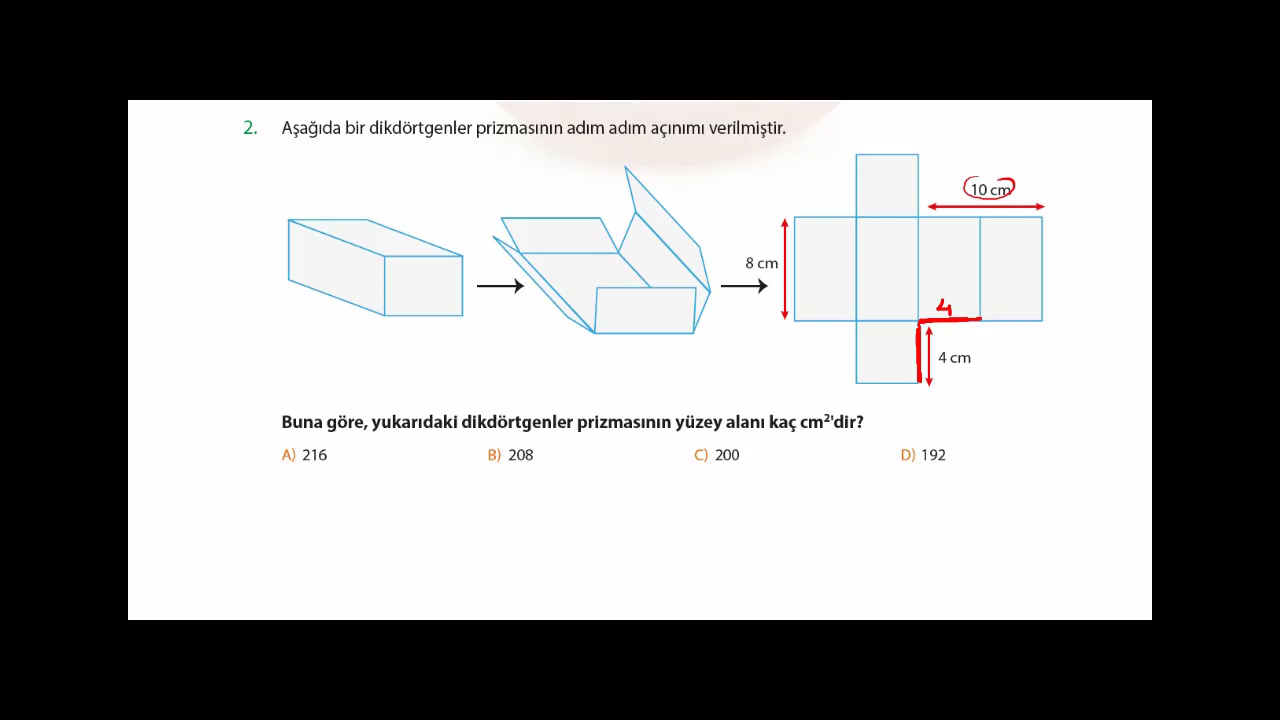 2. Aşağıda bir dikdörtgenler prizmasının adım adım açınımı verilmiştir.
10 cm
8 cm
4
4 cm
Buna göre, yukarıdaki dikdörtgenler prizmasının yüzey alanı kaç cm²'dir?
A) 216 B) 208 C) 200 D) 192